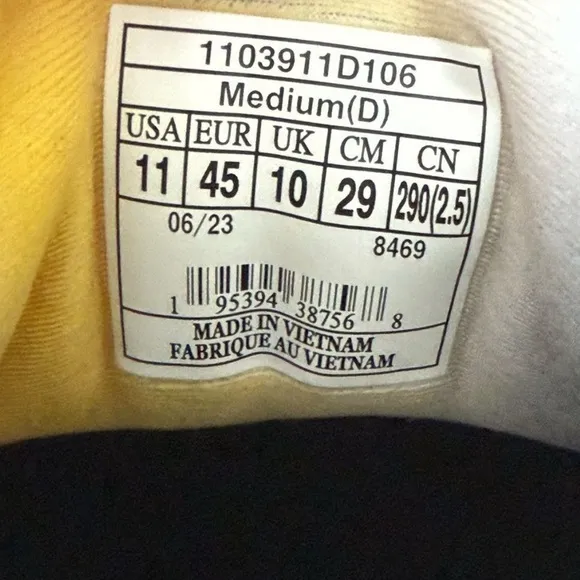 1103911D106
Medium(D)
USA EUR UK CM CN
11 45 10 29 290(2.5)
06/23
8469
1 95394 38756 8
MADE IN VIETNAM
FABRIQUE AU VIETNAM